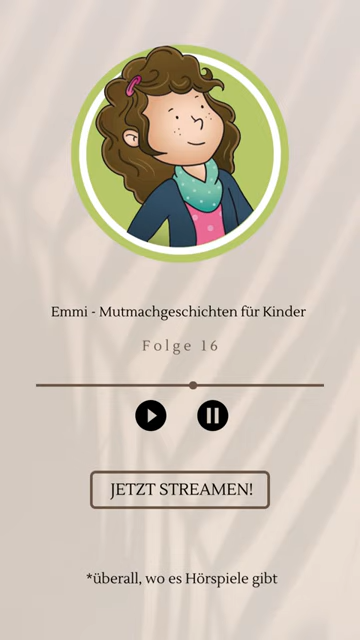 Emmi - Mutmachgeschichten für Kinder
Folge 16
JETZT STREAMEN!
*überall, wo es Hörspiele gibt